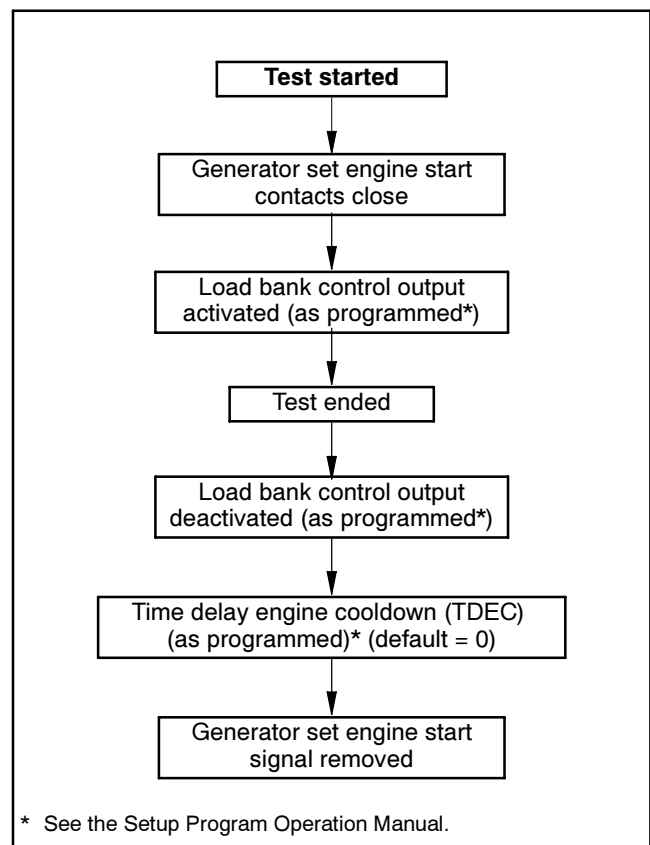 Test started
Generator set engine start
contacts close
Load bank control output
activated (as programmed*)
Test ended
Load bank control output
deactivated (as programmed*)
Time delay engine cooldown (TDEC)
(as programmed)* (default = 0)
Generator set engine start
signal removed
* See the Setup Program Operation Manual.